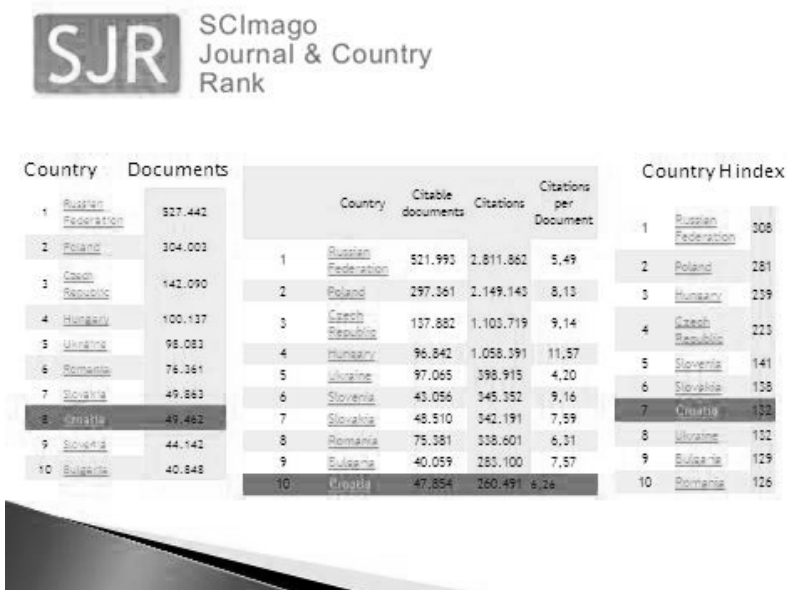 SJR
SCImago
Journal & Country
Rank
Country Documents
1 Russian Federation 527.442
2 Poland 304.003
3 Czech Republic 142.090
4 Hungary 100.137
5 Ukraine 98.083
6 Romania 76.361
7 Slovakia 49.863
8 Croatia 49.462
9 Slovenia 44.142
10 Bulgaria 40.848
Country Citable documents Citations Citations per Document
1 Russian Federation 521.993 2.811.862 5,49
2 Poland 297.361 2.149.143 8,13
3 Czech Republic 137.882 1.103.719 9,14
4 Hungary 96.842 1.058.391 11,57
5 Ukraine 97.065 398.915 4,20
6 Slovenia 43.056 345.352 9,16
7 Slovakia 48.510 342.191 7,59
8 Romania 75.381 338.601 6,31
9 Bulgaria 40.059 283.100 7,57
10 Croatia 47.854 260.491 6,26
Country H index
1 Russian Federation 308
2 Poland 281
3 Hungary 239
4 Czech Republic 223
5 Slovenia 141
6 Slovakia 138
7 Croatia 132
8 Ukraine 132
9 Bulgaria 129
10 Romania 126